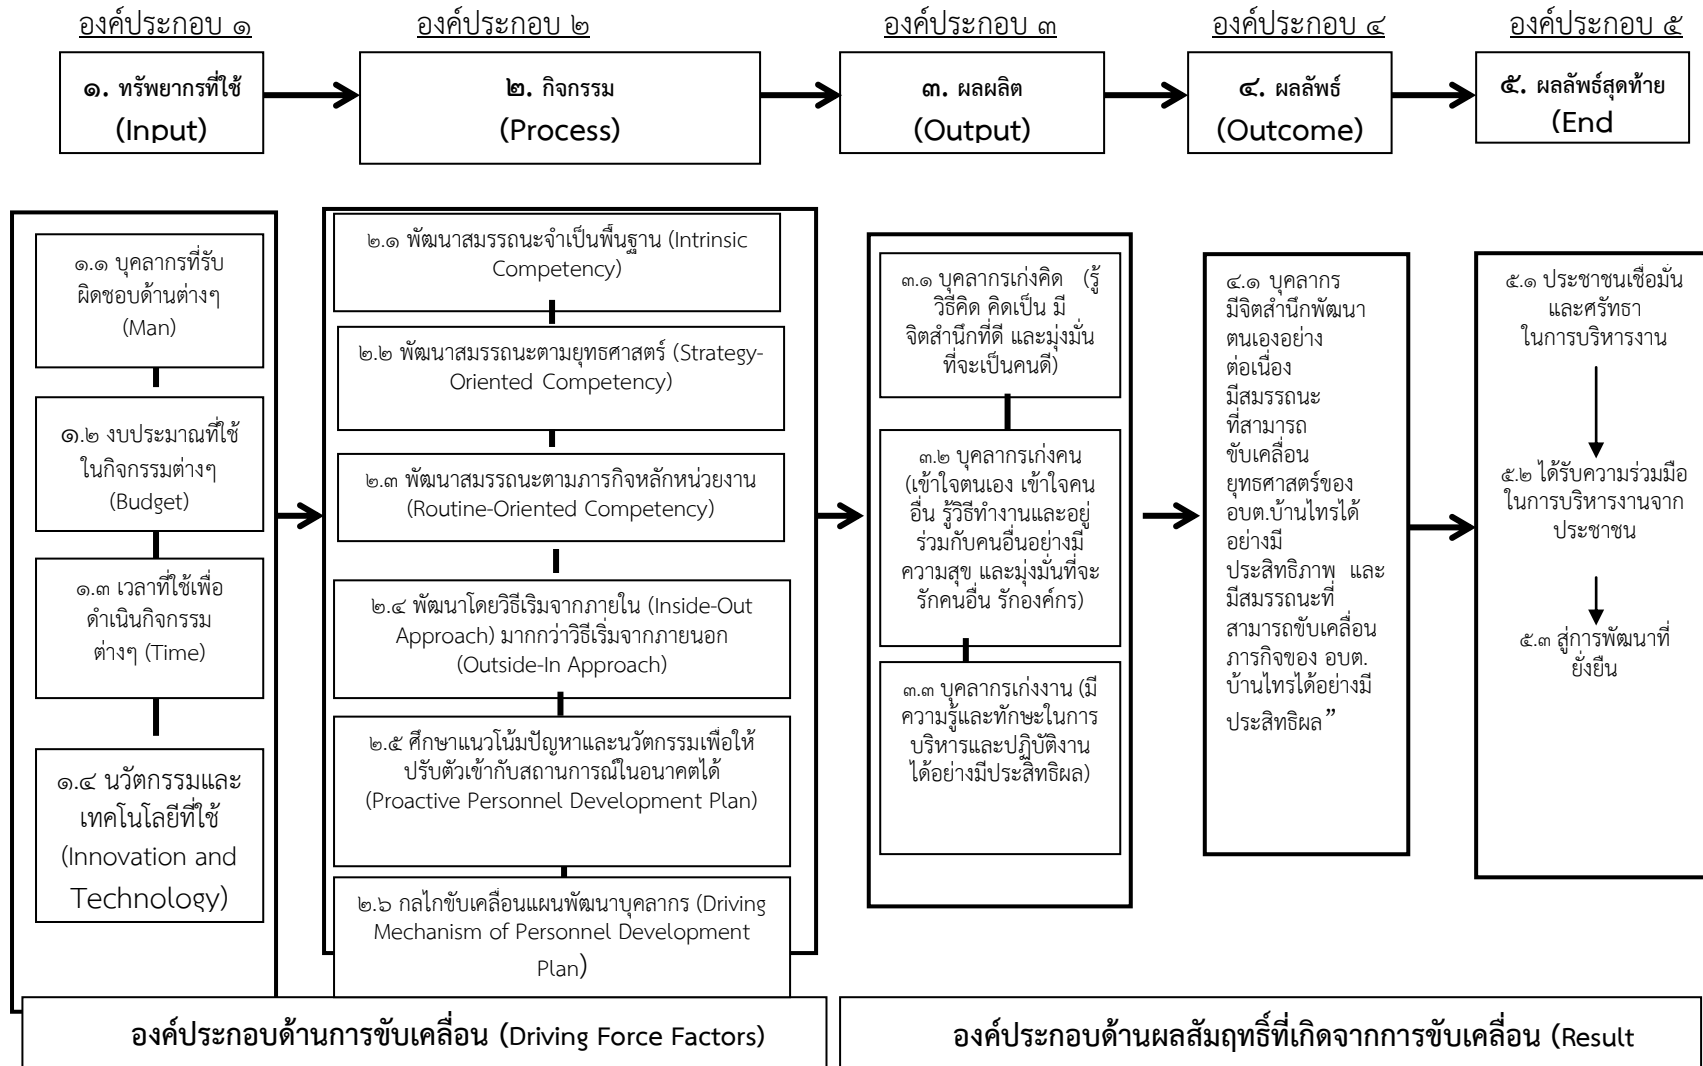 องค์ประกอบ ๑
องค์ประกอบ ๒
องค์ประกอบ ๓
องค์ประกอบ ๔
องค์ประกอบ ๕
๑. ทรัพยากรที่ใช้
(Input)
๒. กิจกรรม
(Process)
๓. ผลผลิต
(Output)
๔. ผลลัพธ์
(Outcome)
๕. ผลลัพธ์สุดท้าย
(End
๑.๑ บุคลากรที่รับ
ผิดชอบด้านต่างๆ
(Man)
๑.๒ งบประมาณที่ใช้
ในกิจกรรมต่างๆ
(Budget)
๑.๓ เวลาที่ใช้เพื่อ
ดำเนินกิจกรรม
ต่างๆ (Time)
๑.๔ นวัตกรรมและ
เทคโนโลยีที่ใช้
(Innovation and
Technology)
๒.๑ พัฒนาสมรรถนะจำเป็นพื้นฐาน (Intrinsic
Competency)
๒.๒ พัฒนาสมรรถนะตามยุทธศาสตร์ (Strategy-
Oriented Competency)
๒.๓ พัฒนาสมรรถนะตามภารกิจหลักหน่วยงาน
(Routine-Oriented Competency)
๒.๔ พัฒนาโดยวิธีเริ่มจากภายใน (Inside-Out
Approach) มากกว่าวิธีเริ่มจากภายนอก
(Outside-In Approach)
๒.๕ ศึกษาแนวโน้มปัญหาและนวัตกรรมเพื่อให้
ปรับตัวเข้ากับสถานการณ์ในอนาคตได้
(Proactive Personnel Development Plan)
๒.๖ กลไกขับเคลื่อนแผนพัฒนาบุคลากร (Driving
Mechanism of Personnel Development
Plan)
๓.๑ บุคลากรเก่งคิด (รู้
วิธีคิด คิดเป็น มี
จิตสำนึกที่ดี และมุ่งมั่น
ที่จะเป็นคนดี)
๓.๒ บุคลากรเก่งคน
(เข้าใจตนเอง เข้าใจคน
อื่น รู้วิธีทำงานและอยู่
ร่วมกับคนอื่นอย่างมี
ความสุข และมุ่งมั่นที่จะ
รักคนอื่น รักองค์กร)
๓.๓ บุคลากรเก่งงาน (มี
ความรู้และทักษะในการ
บริหารและปฏิบัติงาน
ได้อย่างมีประสิทธิผล)
๔.๑ บุคลากร
มีจิตสำนึกพัฒนา
ตนเองอย่าง
ต่อเนื่อง
มีสมรรถนะ
ที่สามารถ
ขับเคลื่อน
ยุทธศาสตร์ของ
อบต.บ้านไทรได้
อย่างมี
ประสิทธิภาพ และ
มีสมรรถนะที่
สามารถขับเคลื่อน
ภารกิจของ อบต.
บ้านไทรได้อย่างมี
ประสิทธิผล”
๕.๑ ประชาชนเชื่อมั่น
และศรัทธา
ในการบริหารงาน
๕.๒ ได้รับความร่วมมือ
ในการบริหารงานจาก
ประชาชน
๕.๓ สู่การพัฒนาที่
ยั่งยืน
องค์ประกอบด้านการขับเคลื่อน (Driving Force Factors)
องค์ประกอบด้านผลสัมฤทธิ์ที่เกิดจากการขับเคลื่อน (Result